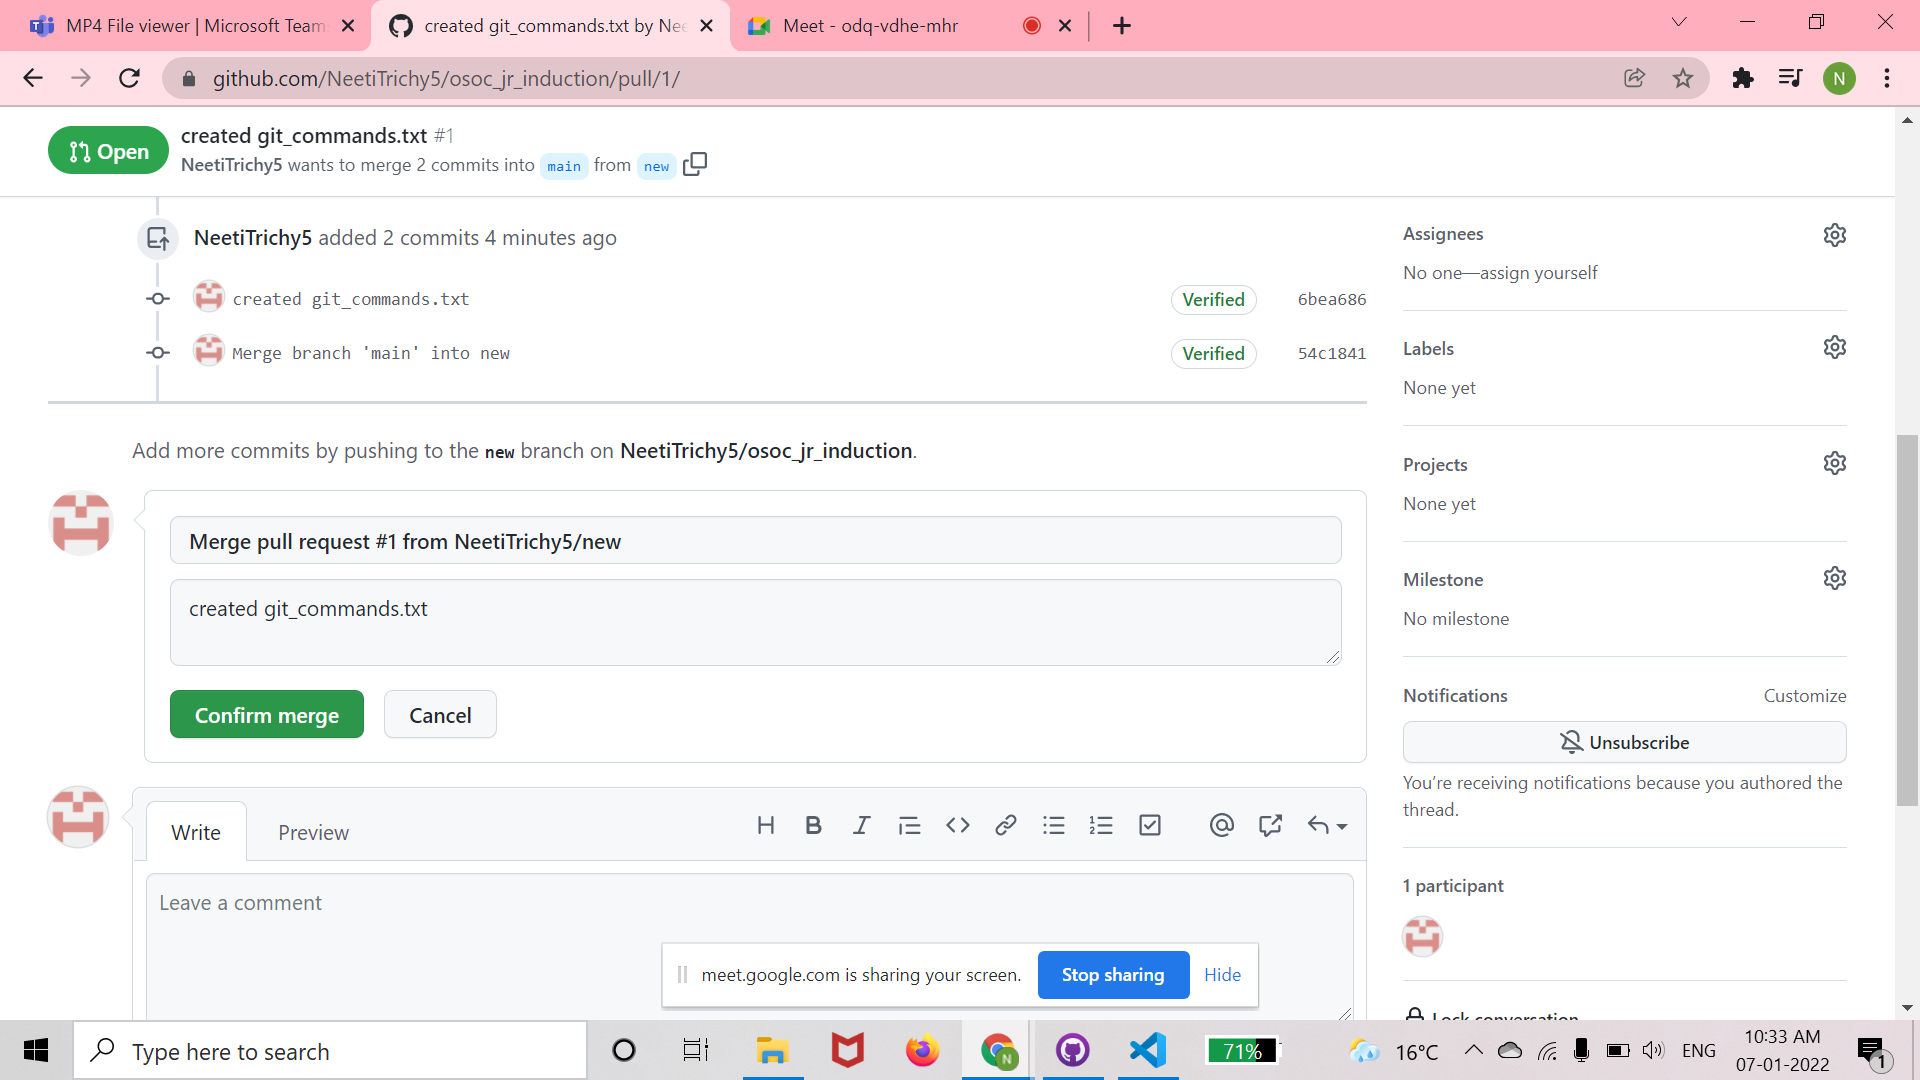 MP4 File viewer | Microsoft Team
created git_commands.txt by Nee
Meet - odq-vdhe-mhr
github.com/NeetiTrichy5/osoc_jr_induction/pull/1/
N
Open
created git_commands.txt #1
NeetiTrichy5 wants to merge 2 commits into main from new
NeetiTrichy5 added 2 commits 4 minutes ago
created git_commands.txt Verified 6bea686
Merge branch 'main' into new Verified 54c1841
Add more commits by pushing to the new branch on NeetiTrichy5/osoc_jr_induction.
Merge pull request #1 from NeetiTrichy5/new
created git_commands.txt
Confirm merge Cancel
Write Preview
Leave a comment
Assignees
No one—assign yourself
Labels
None yet
Projects
None yet
Milestone
No milestone
Notifications Customize
Unsubscribe
You're receiving notifications because you authored the
thread.
1 participant
Lock conversation
meet.google.com is sharing your screen. Stop sharing Hide
Type here to search
N
71%
16°C
ENG
10:33 AM
07-01-2022
1